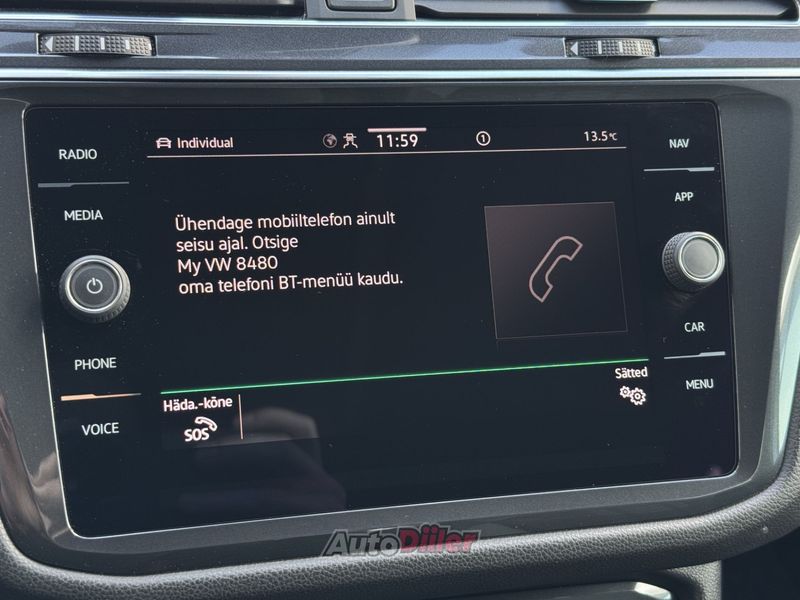 RADIO
MEDIA
PHONE
VOICE
Individual
11:59
1
13.5°C
Ühendage mobiiltelefon ainult
seisu ajal. Otsige
My VW 8480
oma telefoni BT-menüü kaudu.
Häda.-kõne
SOS
Sätted
NAV
APP
CAR
MENU
AutoDiiler